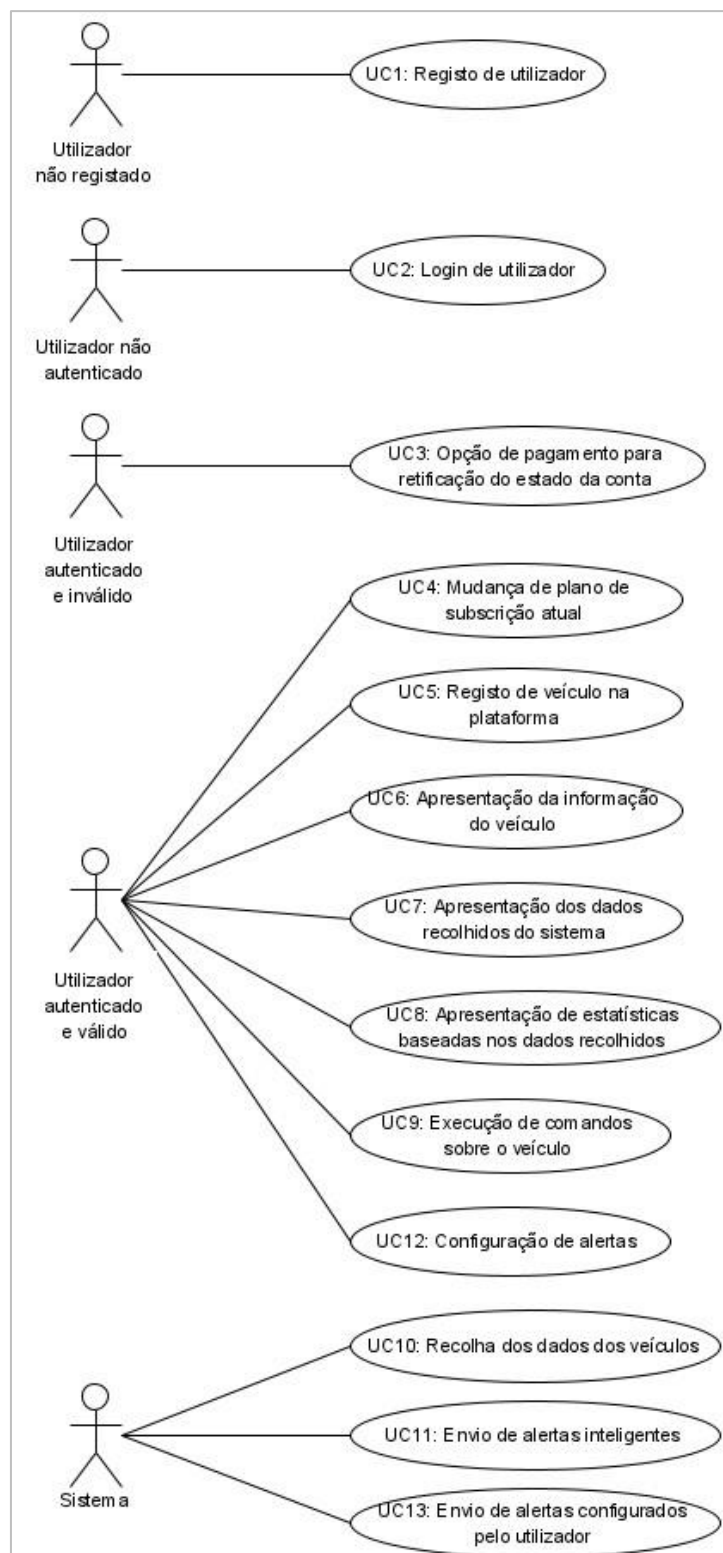 UC1: Registo de utilizador
Utilizador
não registado
UC2: Login de utilizador
Utilizador não
autenticado
UC3: Opção de pagamento para
retificação do estado da conta
Utilizador
autenticado
e inválido
UC4: Mudança de plano de
subscrição atual
UC5: Registo de veículo na
plataforma
UC6: Apresentação da informação
do veículo
UC7: Apresentação dos dados
recolhidos do sistema
Utilizador
autenticado
e válido
UC8: Apresentação de estatísticas
baseadas nos dados recolhidos
UC9: Execução de comandos
sobre o veículo
UC12: Configuração de alertas
UC10: Recolha dos dados dos veículos
UC11: Envio de alertas inteligentes
Sistema
UC13: Envio de alertas configurados
pelo utilizador